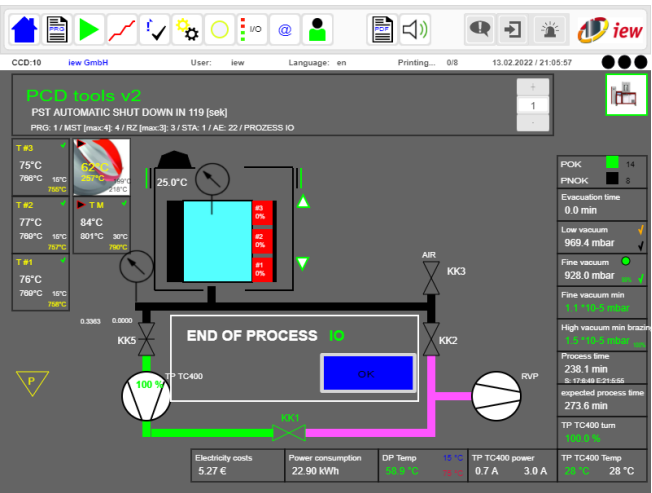 PRG
I/O
@
PDF
iew
CCD:10 iew GmbH User: iew Language: en Printing... 0/8 13.02.2022 / 21:05:57
PCD tools v2
PST AUTOMATIC SHUT DOWN IN 119 [sek]
PRG: 1 / MST [max:4]: 4 / RZ [max:3]: 3 / STA: 1 / AE: 22 / PROZESS IO
+
1
-
T #3
75°C
766°C 15°C
755°C
62°C
257°C
218°C
T #2
77°C
769°C 15°C
757°C
T M
84°C
801°C 30°C
790°C
T #1
76°C
769°C 15°C
758°C
25.0°C
#3
0%
#2
0%
#1
0%
AIR
KK3
0.3363 0.0000
KK5
KK2
END OF PROCESS IO
OK
TP TC400
100 %
P
RVP
KK1
POK 14
PNOK 8
Evacuation time
0.0 min
Low vacuum
969.4 mbar
Fine vacuum
928.0 mbar
Fine vacuum min
1.1 *10-5 mbar
High vacuum min brazin
1.5 *10-5 mbar 100%
Process time
238.1 min
S: 17:6:49 E:21:5:55
expected process time
273.6 min
TP TC400 turn
100.0 %
Electricity costs
5.27 €
Power consumption
22.90 kWh
DP Temp 15 °C
58.9 °C 75 °C
TP TC400 power
0.7 A 3.0 A
TP TC400 Temp
28 °C 28 °C